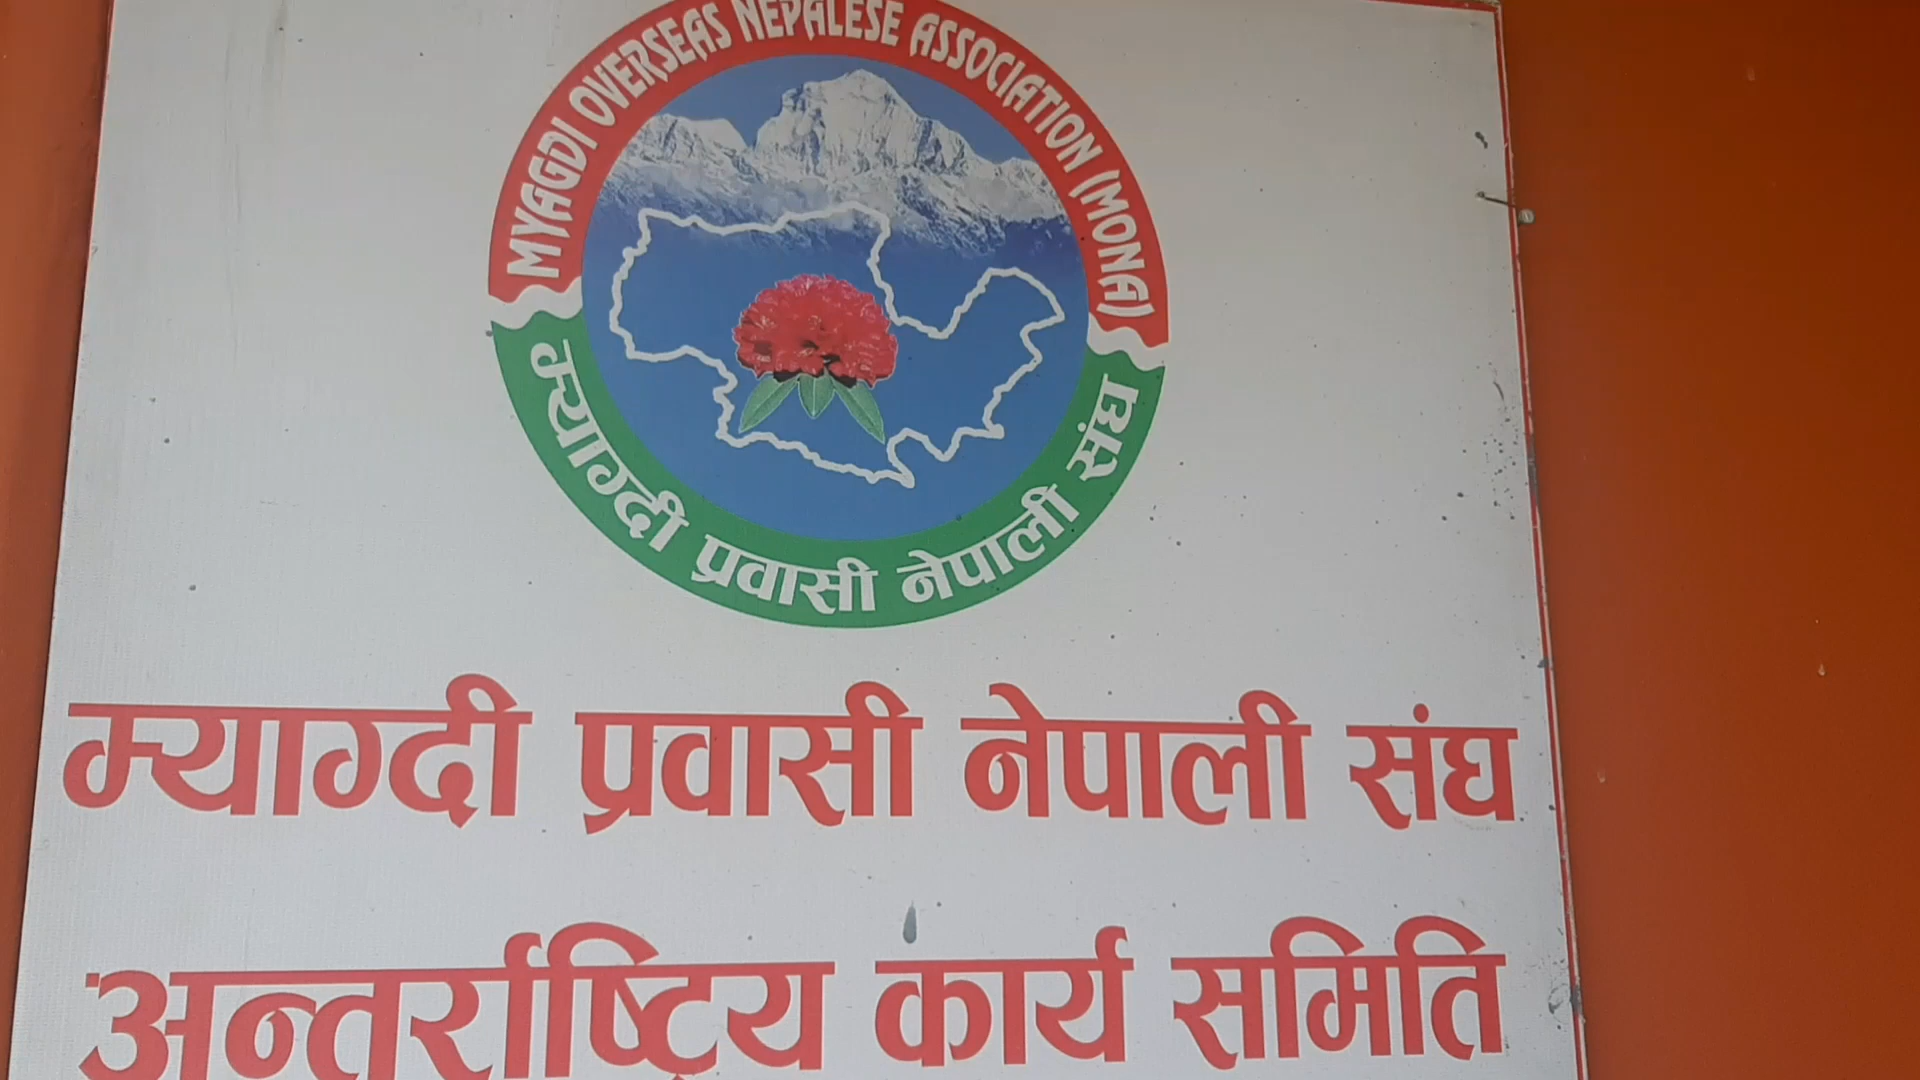 MYAGDI OVERSEAS NEPALESE ASSOCIATION (MONA)
म्याग्दी प्रवासी नेपाली संघ
म्याग्दी प्रवासी नेपाली संघ
अन्तर्राष्ट्रिय कार्य समिति